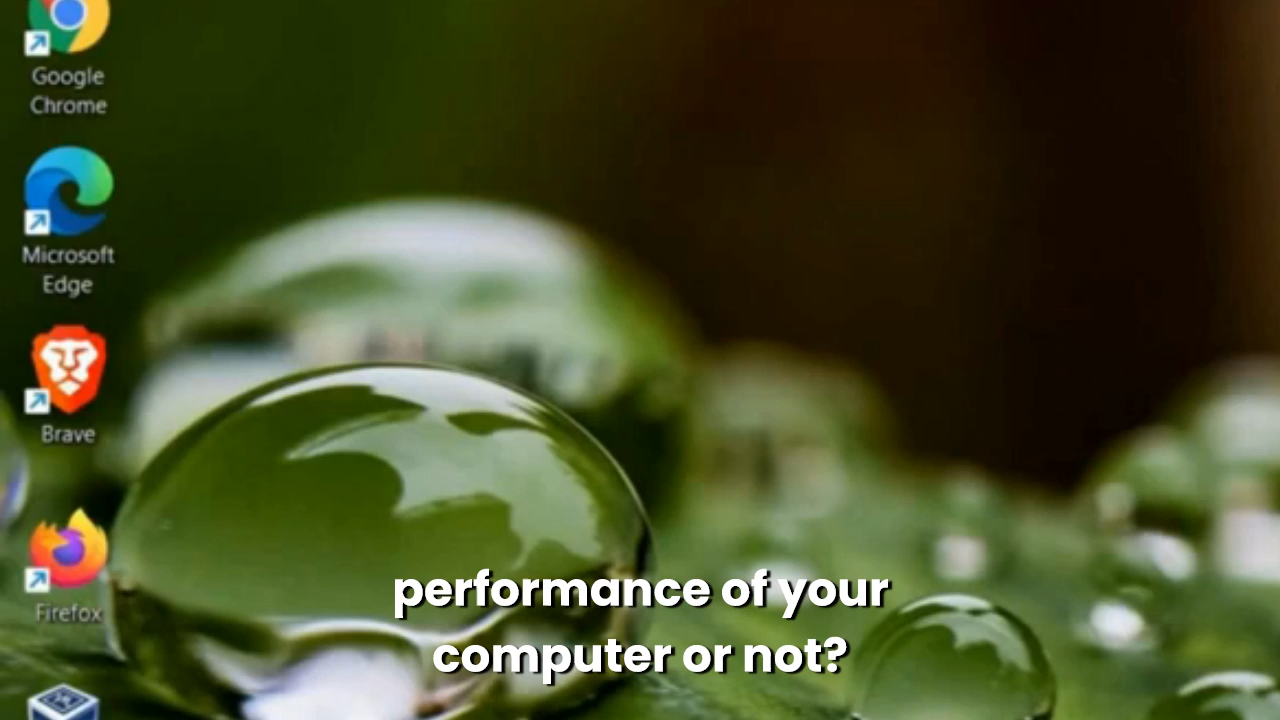 Google
Chrome
Microsoft
Edge
Brave
Firefox
performance of your
computer or not?